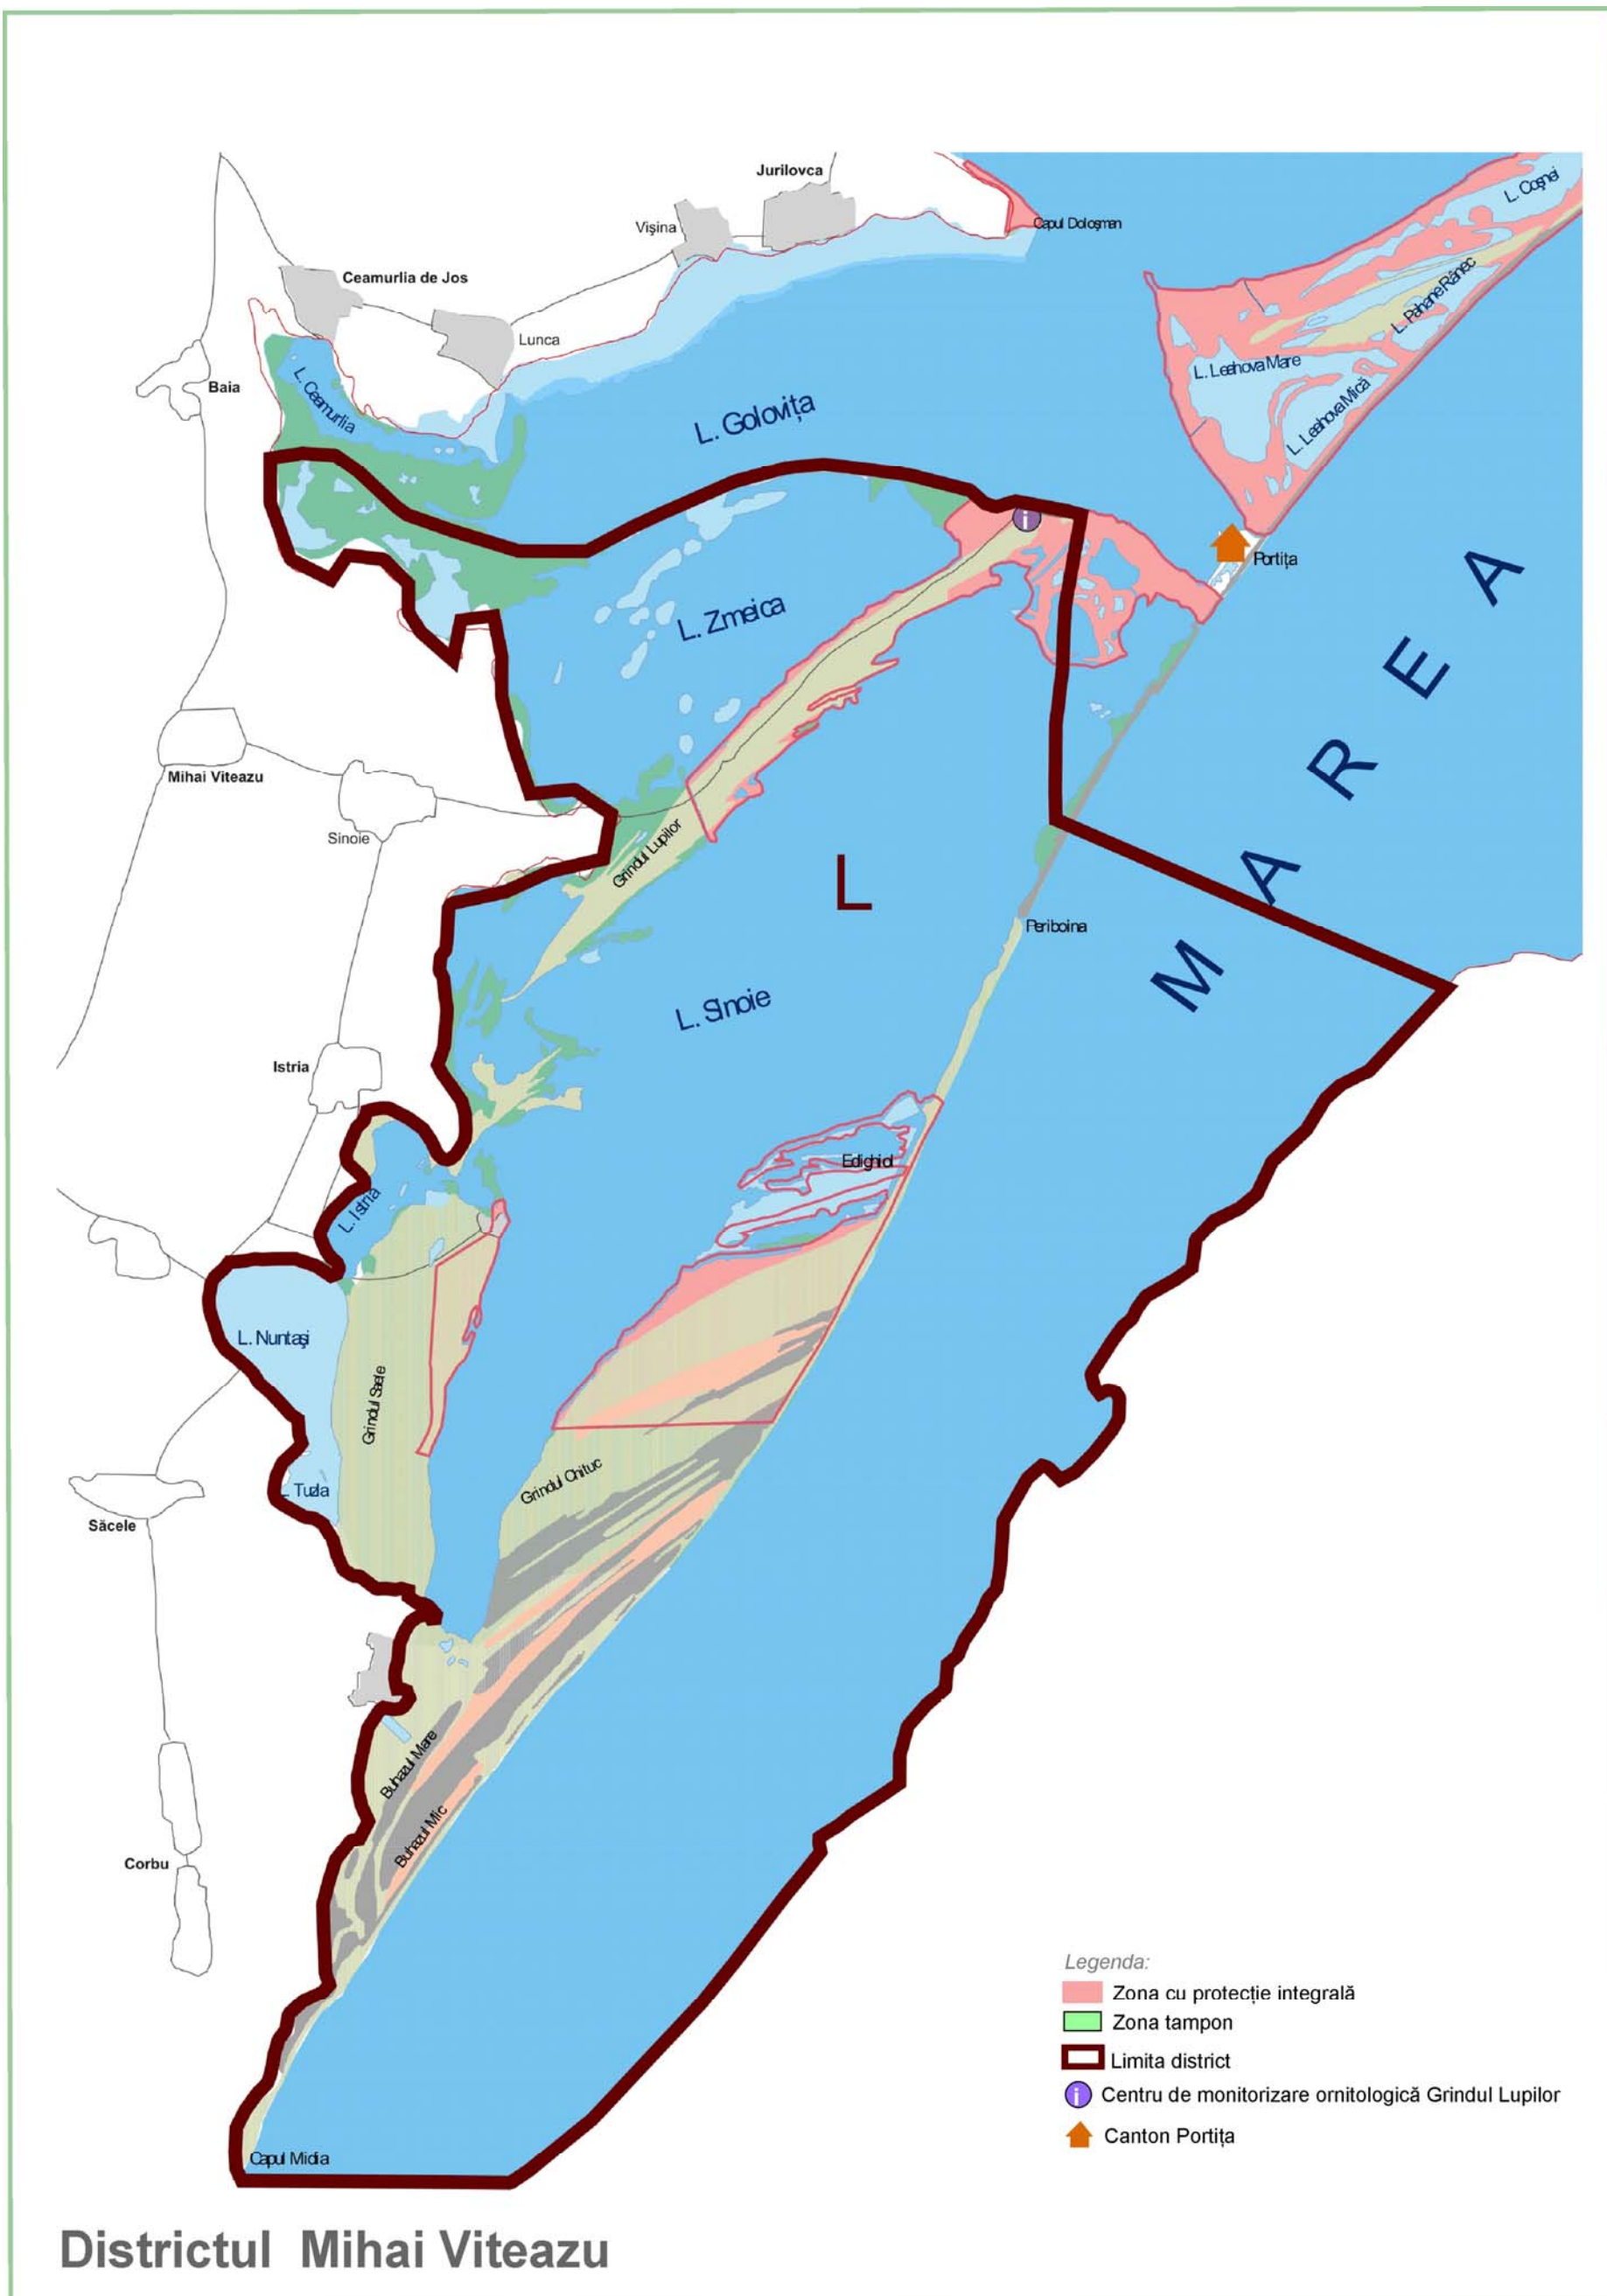 Jurilovca
L. Coşnei
Vişina
Capul Doloşman
Ceamurlia de Jos
L. Pahane Rânec
Lunca
L. Leahova Mare
Baia
L. Ceamurlia
L. Goloviţa
L. Leahova Mică
Portiţa
L. Zmeica
MAREA
Mihai Viteazu
Sinoie
Grindul Lupilor
L
Periboina
L. Sinoie
Istria
Edighiol
L. Istria
L. Nuntaşi
Grindul Saele
Grindul Chituc
Tuzla
Săcele
Buhazul Mare
Buhazul Mic
Corbu
Legenda:
Zona cu protecţie integrală
Zona tampon
Limita district
i Centru de monitorizare ornitologică Grindul Lupilor
Canton Portiţa
Capul Midia
Districtul Mihai Viteazu